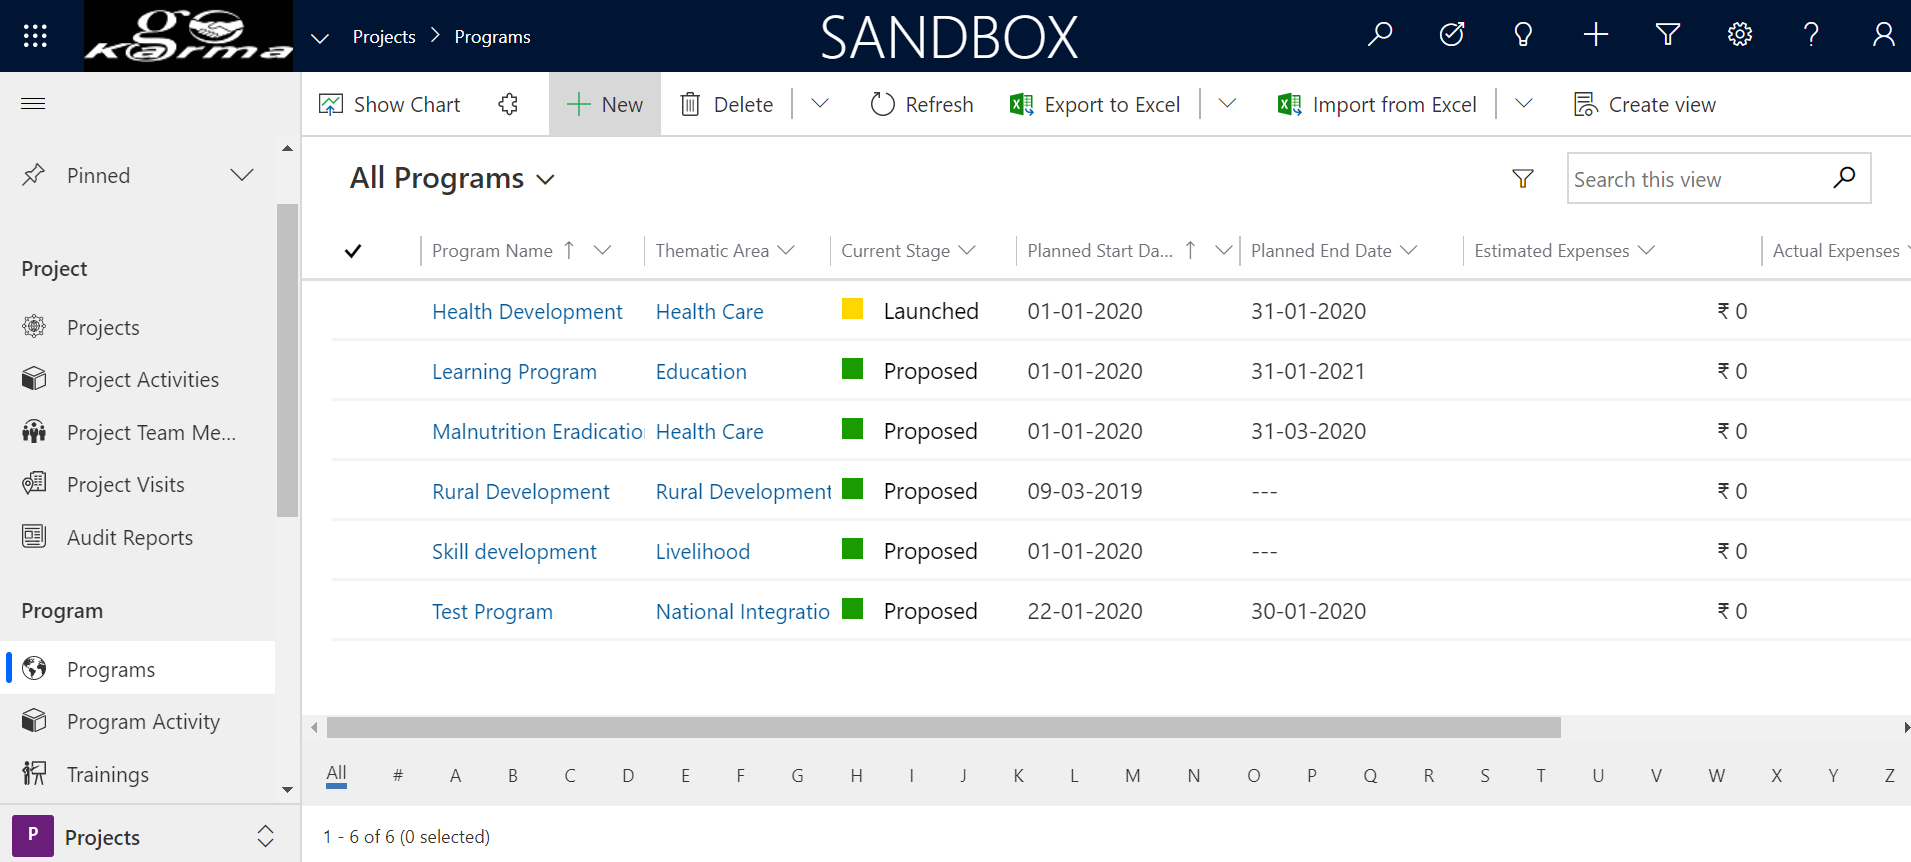 go karma
Projects > Programs
SANDBOX
Show Chart
New
Delete
Refresh
Export to Excel
Import from Excel
Create view
Pinned
Project
Projects
Project Activities
Project Team Me...
Project Visits
Audit Reports
Program
Programs
Program Activity
Trainings
P Projects
All Programs
Search this view
Program Name Thematic Area Current Stage Planned Start Da... Planned End Date Estimated Expenses Actual Expenses
Health Development Health Care Launched 01-01-2020 31-01-2020 ₹ 0
Learning Program Education Proposed 01-01-2020 31-01-2021 ₹ 0
Malnutrition Eradicatio Health Care Proposed 01-01-2020 31-03-2020 ₹ 0
Rural Development Rural Development Proposed 09-03-2019 --- ₹ 0
Skill development Livelihood Proposed 01-01-2020 --- ₹ 0
Test Program National Integratio Proposed 22-01-2020 30-01-2020 ₹ 0
All # A B C D E F G H I J K L M N O P Q R S T U V W X Y Z
1 - 6 of 6 (0 selected)